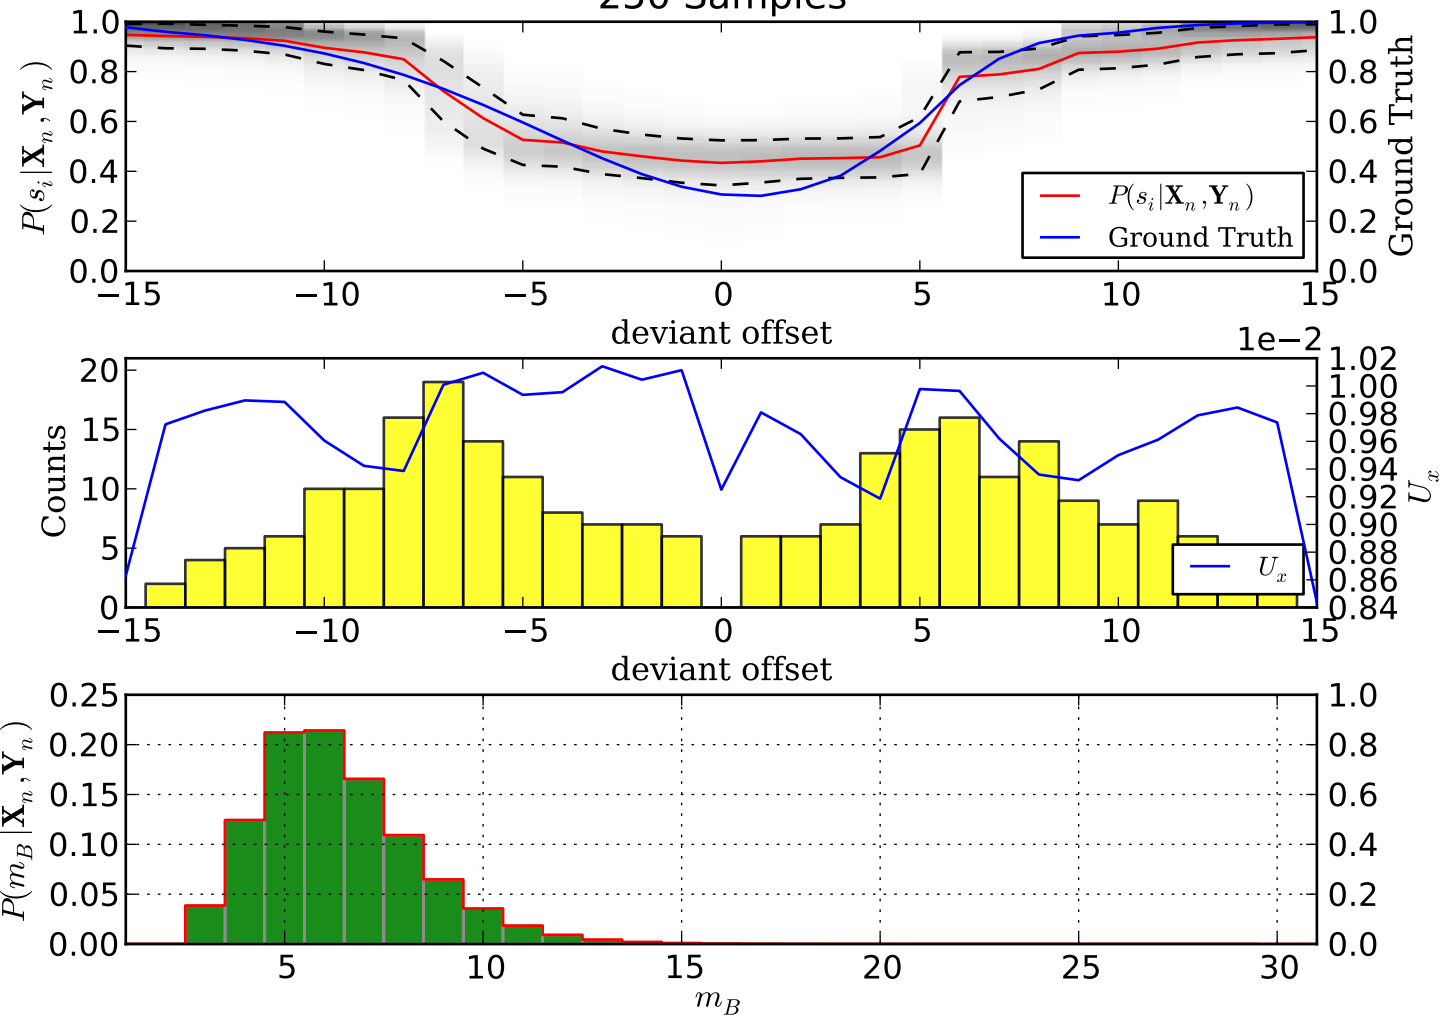 250 Samples
1.0 0.8 0.6 0.4 0.2 0.0
P(s_i|X_n,Y_n)
1.0 0.8 0.6 0.4 0.2 0.0
Ground Truth
P(s_i|X_n,Y_n)
Ground Truth
−15 −10 −5 0 5 10 15
deviant offset
1e−2
20 15 10 5 0
Counts
1.02 1.00 0.98 0.96 0.94 0.92 0.90 0.88 0.86 0.84
U_x
U_x
−15 −10 −5 0 5 10 15
deviant offset
0.25 0.20 0.15 0.10 0.05 0.00
P(m_B|X_n,Y_n)
1.0 0.8 0.6 0.4 0.2 0.0
5 10 15 20 25 30
m_B